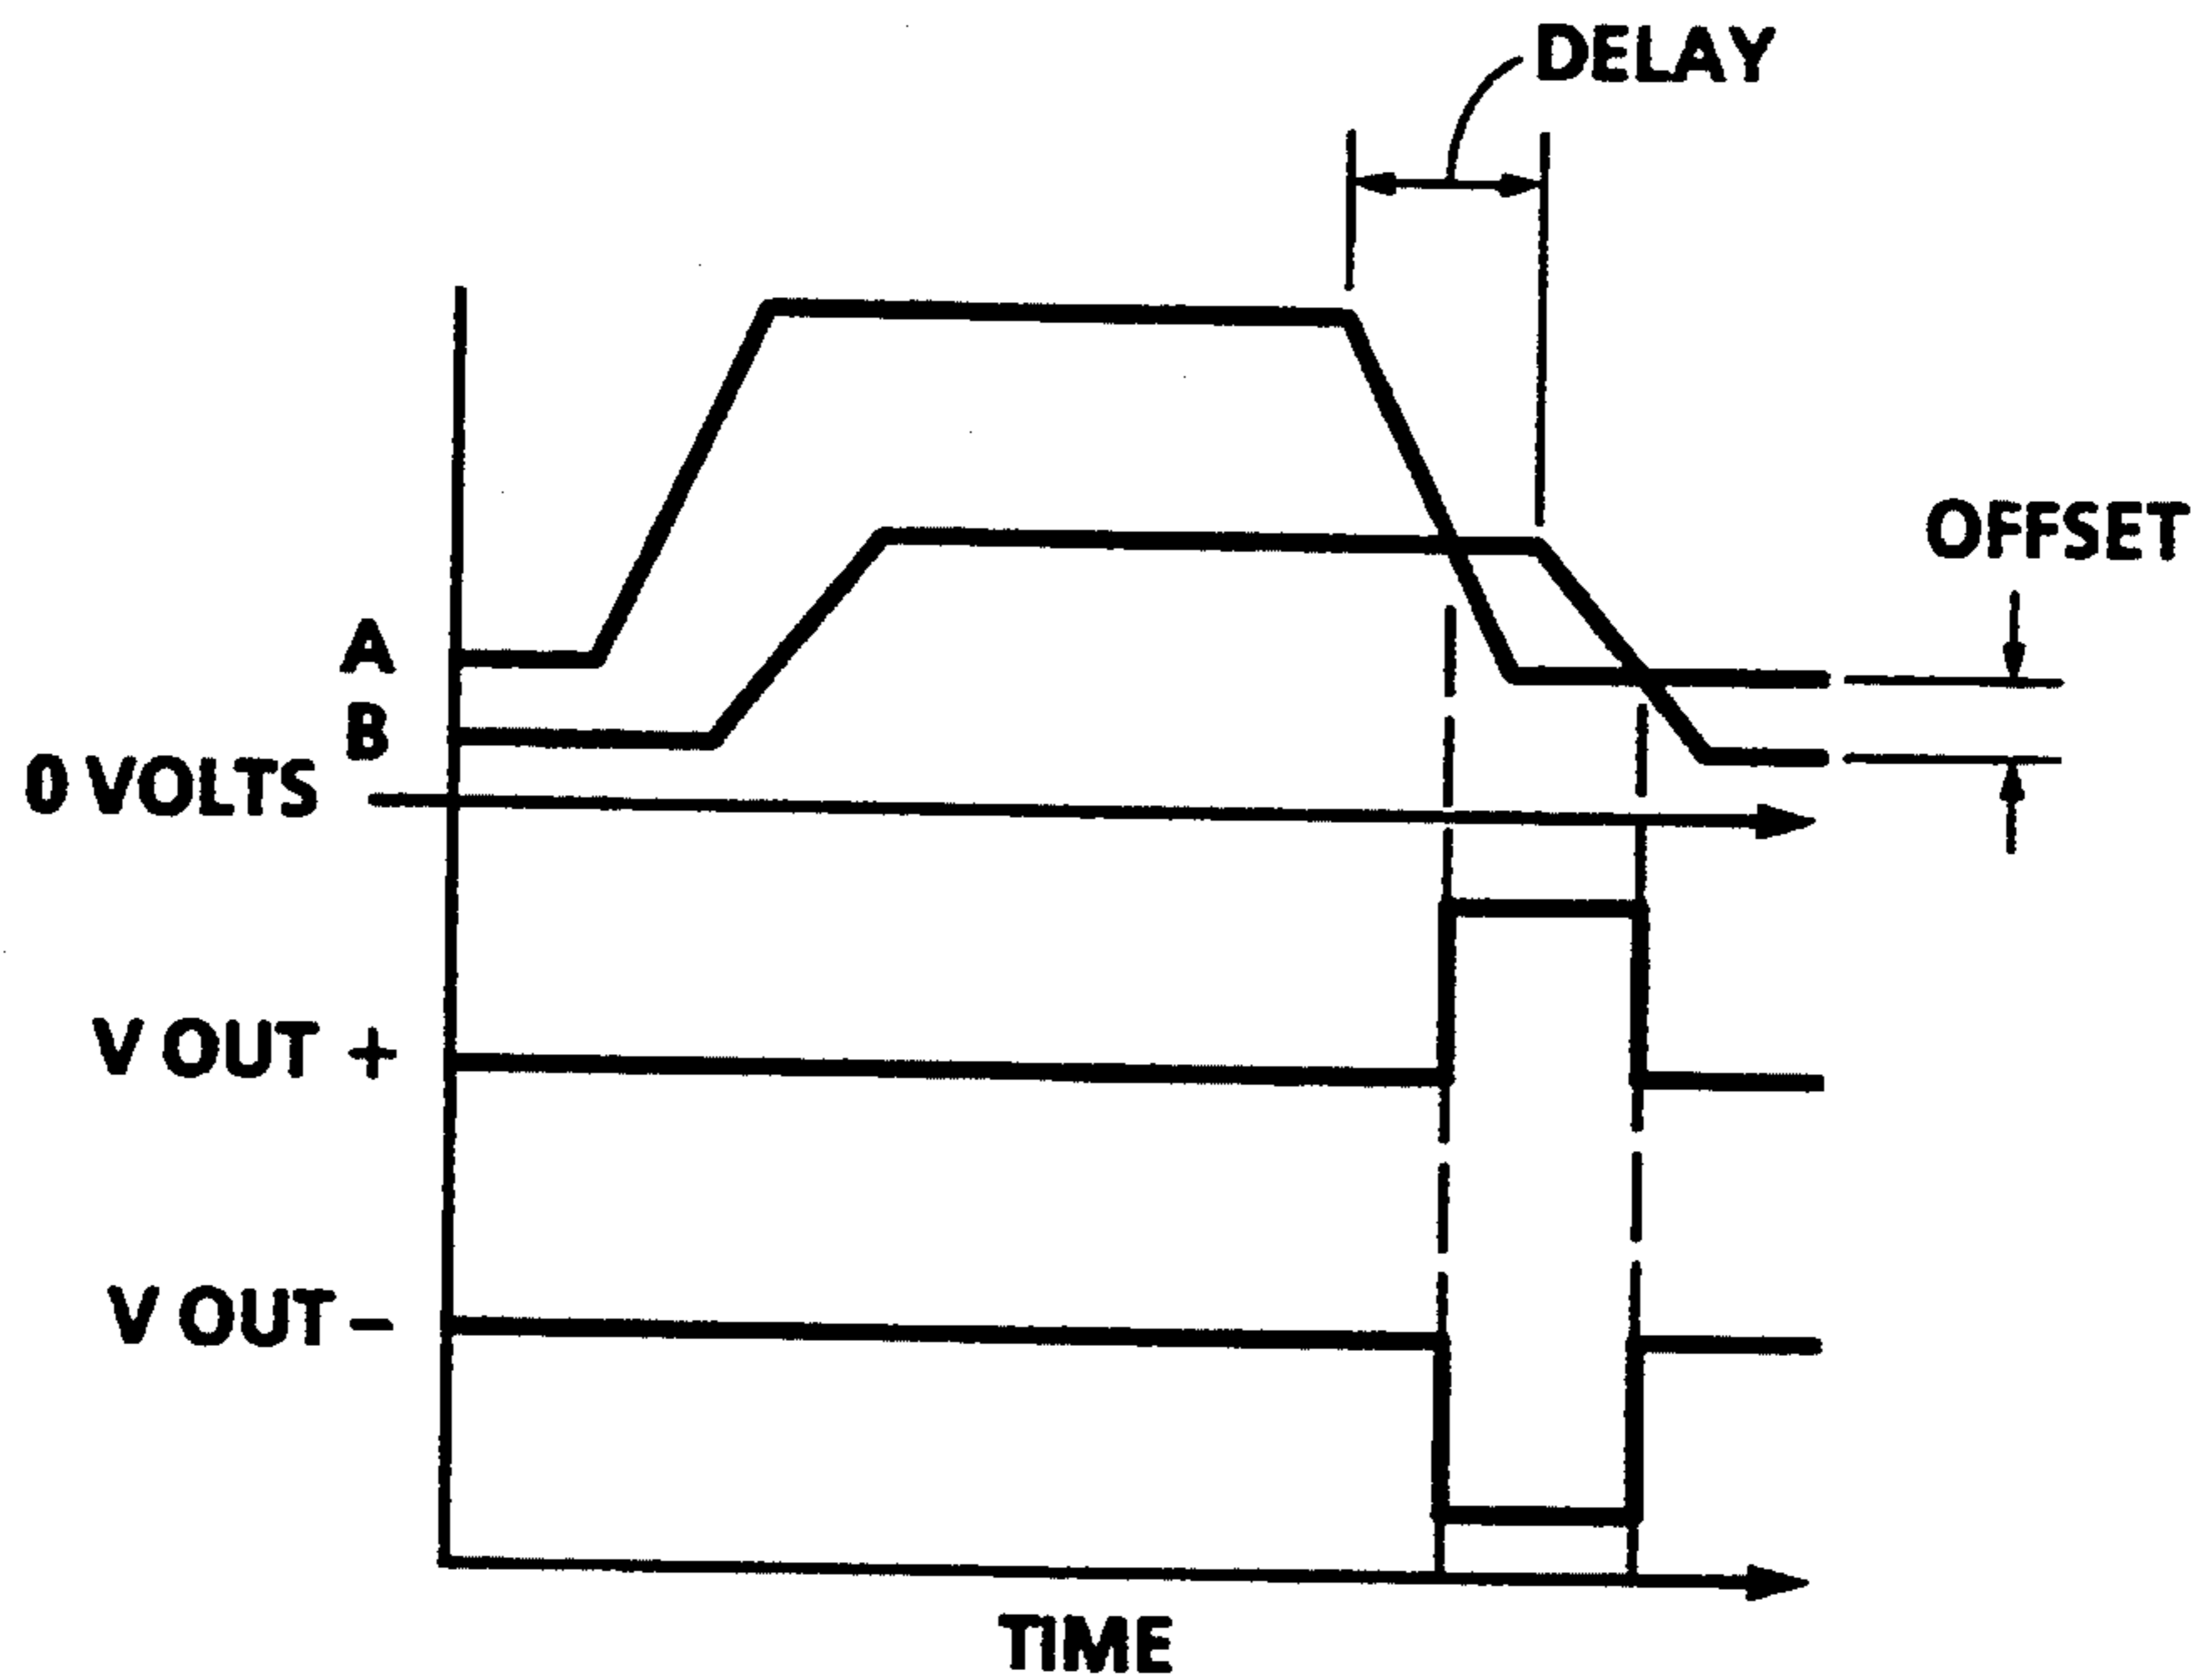 DELAY
OFFSET
A
B
0 VOLTS
V OUT +
V OUT –
TIME